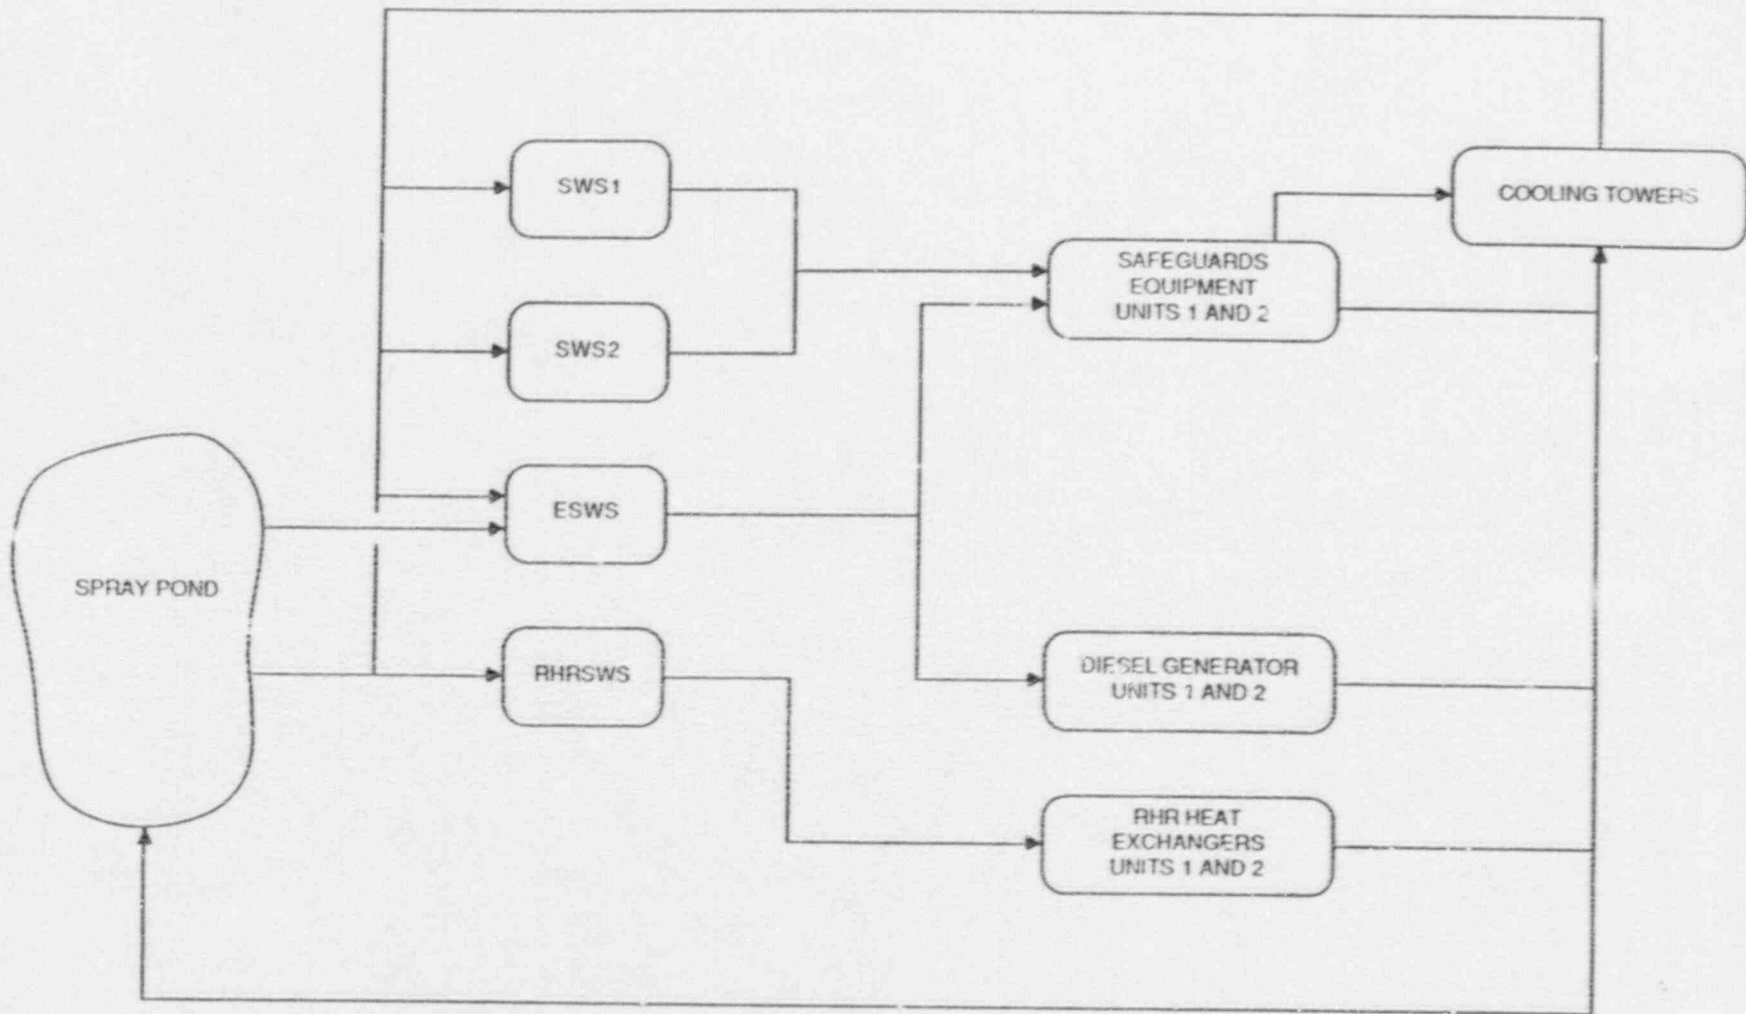 SWS1
COOLING TOWERS
SAFEGUARDS
EQUIPMENT
UNITS 1 AND 2
SWS2
ESWS
SPRAY POND
RHRSWS
DIESEL GENERATOR
UNITS 1 AND 2
RHR HEAT
EXCHANGERS
UNITS 1 AND 2